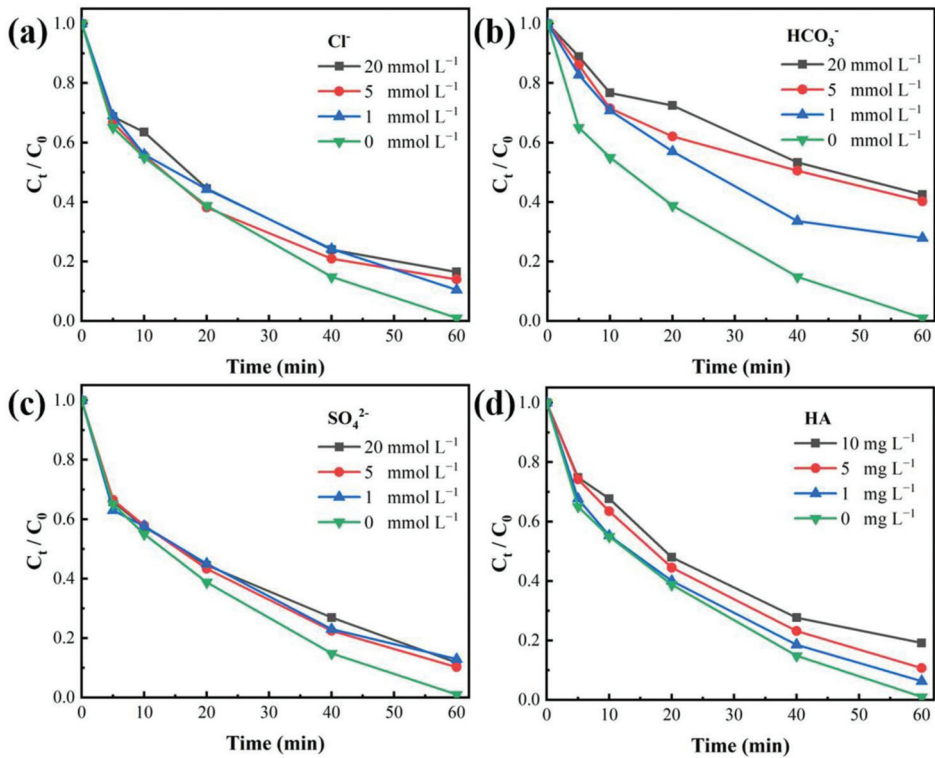 (a)
Cl⁻
20 mmol L⁻¹
5 mmol L⁻¹
1 mmol L⁻¹
0 mmol L⁻¹
Cₜ / C₀
1.0
0.8
0.6
0.4
0.2
0.0
0 10 20 30 40 50 60
Time (min)
(b)
HCO₃⁻
20 mmol L⁻¹
5 mmol L⁻¹
1 mmol L⁻¹
0 mmol L⁻¹
Cₜ / C₀
1.0
0.8
0.6
0.4
0.2
0.0
0 10 20 30 40 50 60
Time (min)
(c)
SO₄²⁻
20 mmol L⁻¹
5 mmol L⁻¹
1 mmol L⁻¹
0 mmol L⁻¹
Cₜ / C₀
1.0
0.8
0.6
0.4
0.2
0.0
0 10 20 30 40 50 60
Time (min)
(d)
HA
10 mg L⁻¹
5 mg L⁻¹
1 mg L⁻¹
0 mg L⁻¹
Cₜ / C₀
1.0
0.8
0.6
0.4
0.2
0.0
0 10 20 30 40 50 60
Time (min)